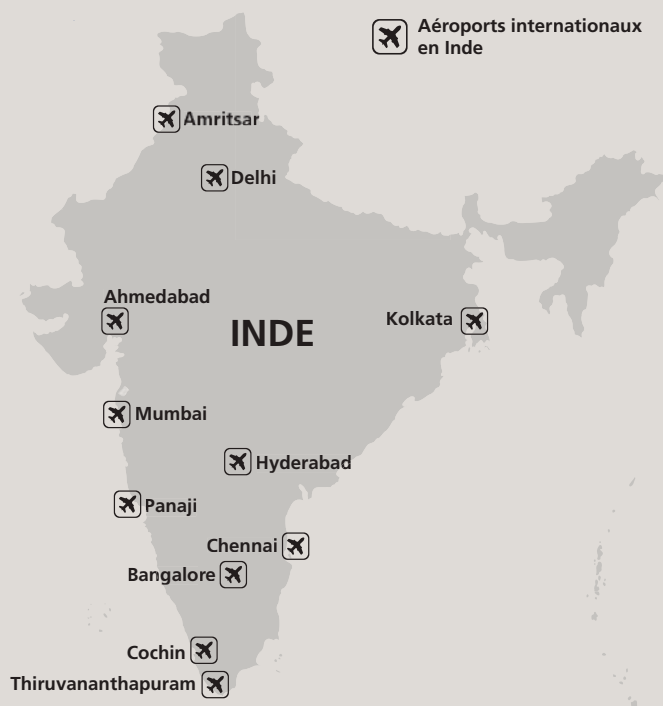 Aéroports internationaux
en Inde
Amritsar
Delhi
Ahmedabad
INDE
Kolkata
Mumbai
Hyderabad
Panaji
Chennai
Bangalore
Cochin
Thiruvananthapuram